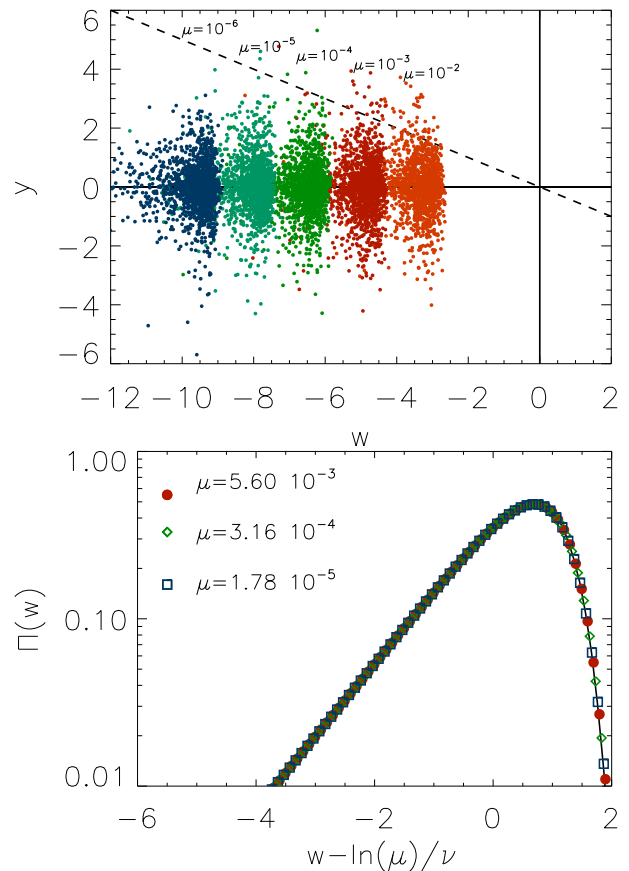 6
4
2
0
−2
−4
−6
y
μ=10⁻⁶
μ=10⁻⁵
μ=10⁻⁴
μ=10⁻³
μ=10⁻²
−12 −10 −8 −6 −4 −2 0 2
w
1.00
0.10
0.01
Π(w)
μ=5.60 10⁻³
μ=3.16 10⁻⁴
μ=1.78 10⁻⁵
−6 −4 −2 0 2
w−ln(μ)/ν